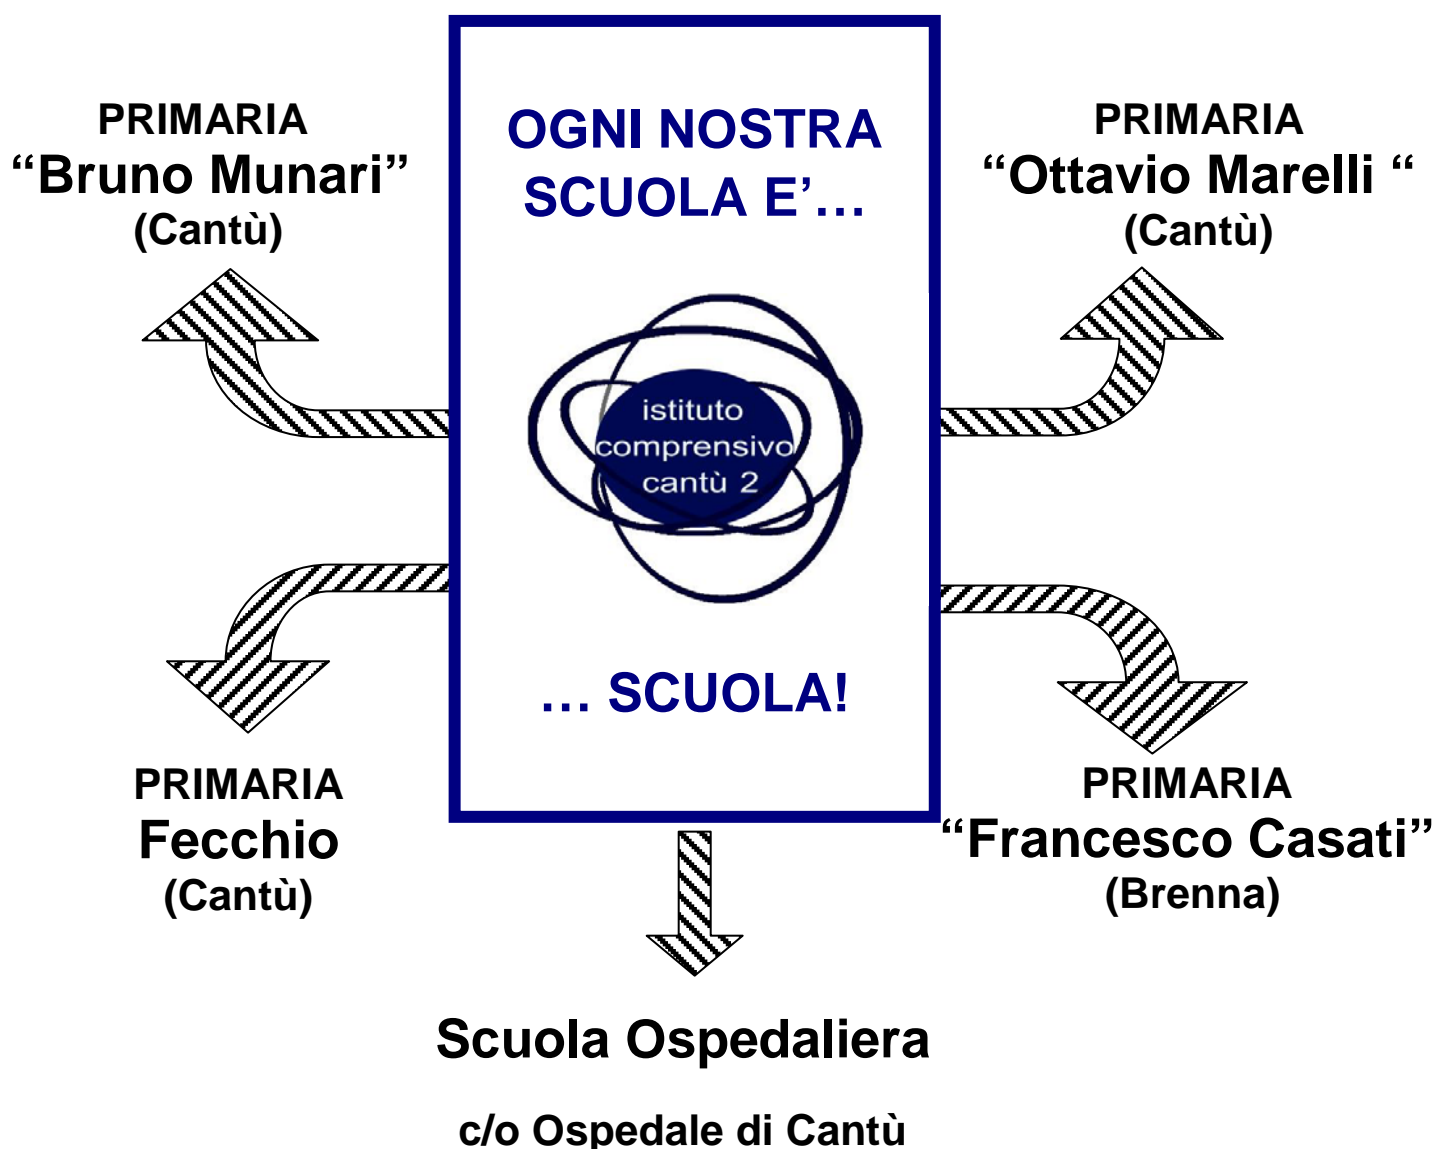 PRIMARIA
“Bruno Munari”
(Cantù)
OGNI NOSTRA
SCUOLA E’…
PRIMARIA
“Ottavio Marelli “
(Cantù)
istituto
comprensivo
cantù 2
… SCUOLA!
PRIMARIA
Fecchio
(Cantù)
PRIMARIA
“Francesco Casati”
(Brenna)
Scuola Ospedaliera
c/o Ospedale di Cantù